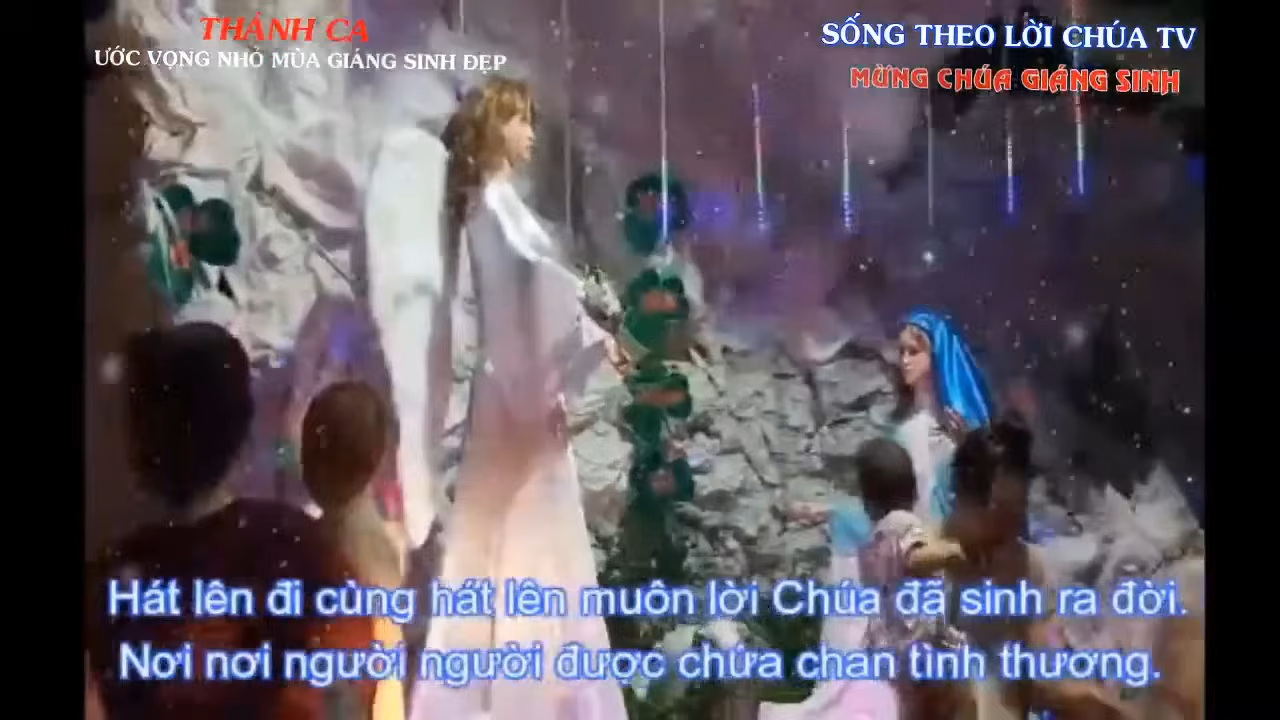 THÁNH CA
ƯỚC VỌNG NHỎ MÙA GIÁNG SINH ĐẸP
SỐNG THEO LỜI CHÚA TV
MỪNG CHÚA GIÁNG SINH
Hát lên đi cùng hát lên muôn lời Chúa đã sinh ra đời.
Nơi nơi người người được chứa chan tình thương.